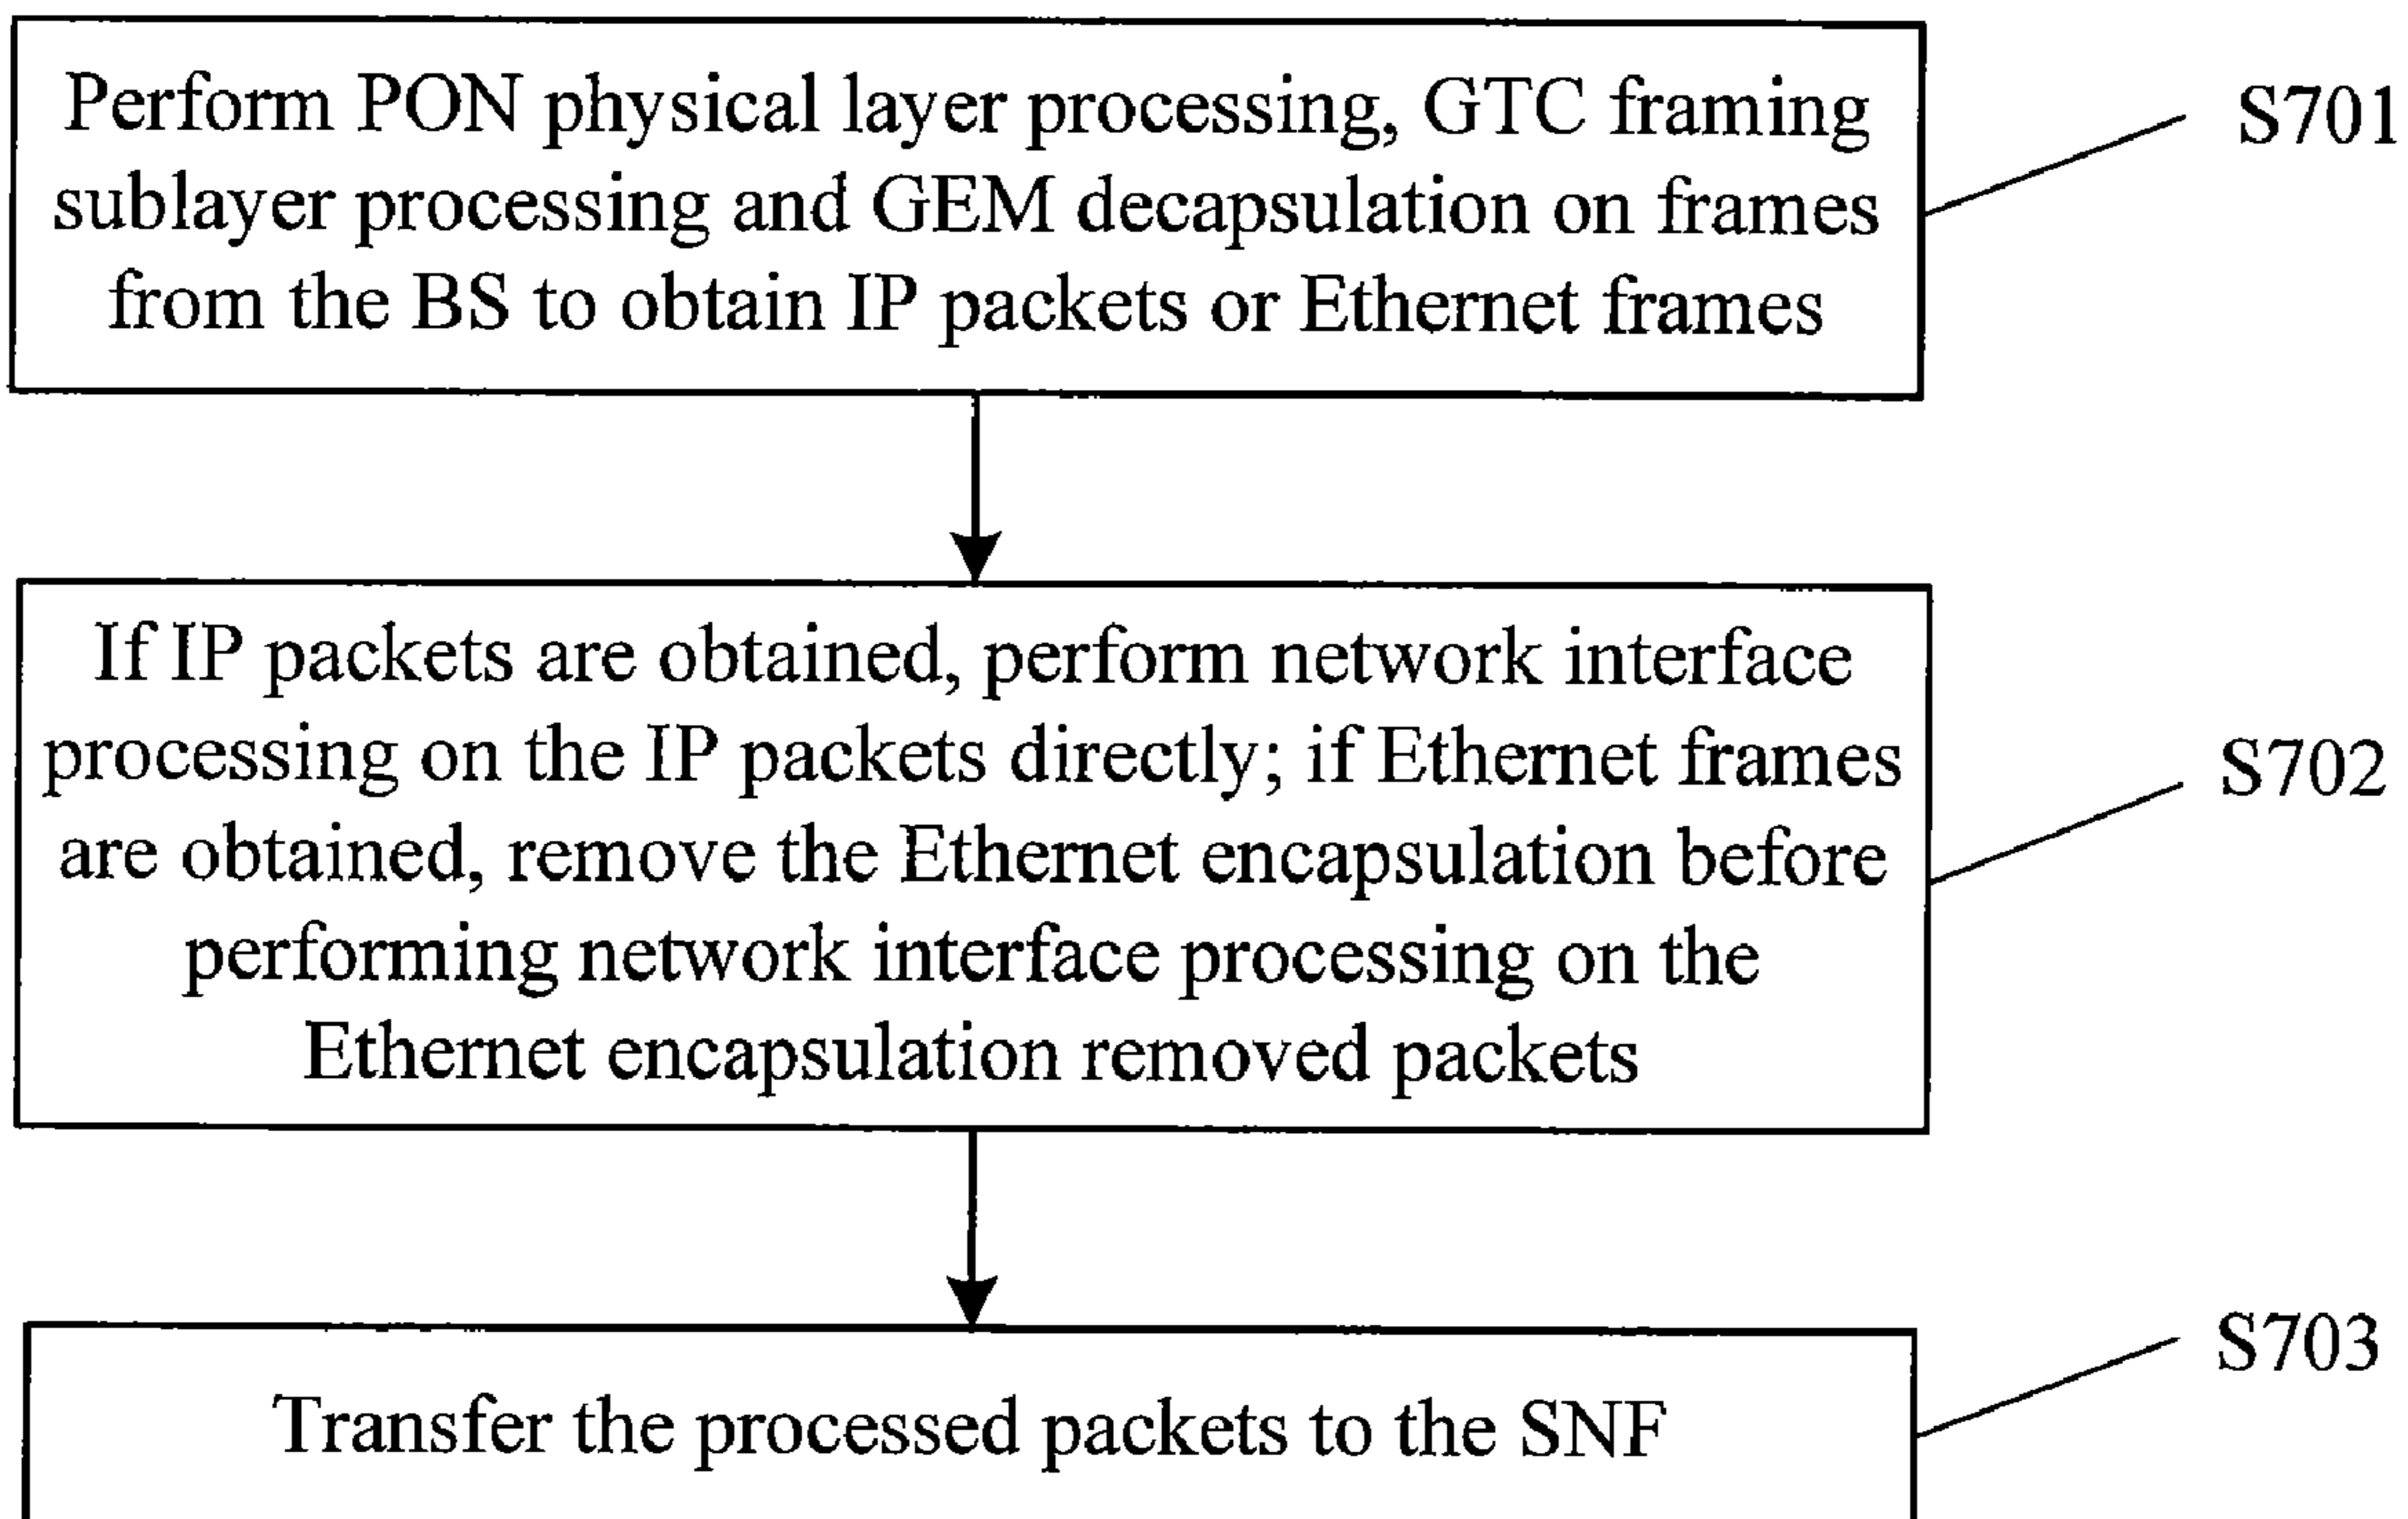 Perform PON physical layer processing, GTC framing
sublayer processing and GEM decapsulation on frames
from the BS to obtain IP packets or Ethernet frames
S701
If IP packets are obtained, perform network interface
processing on the IP packets directly; if Ethernet frames
are obtained, remove the Ethernet encapsulation before
performing network interface processing on the
Ethernet encapsulation removed packets
S702
Transfer the processed packets to the SNF
S703